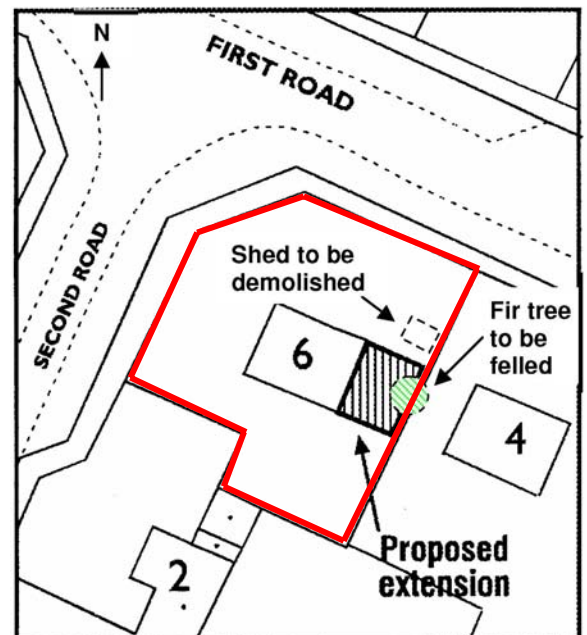 N
FIRST ROAD
SECOND ROAD
Shed to be
demolished
Fir tree
to be
felled
6
4
2
Proposed
extension